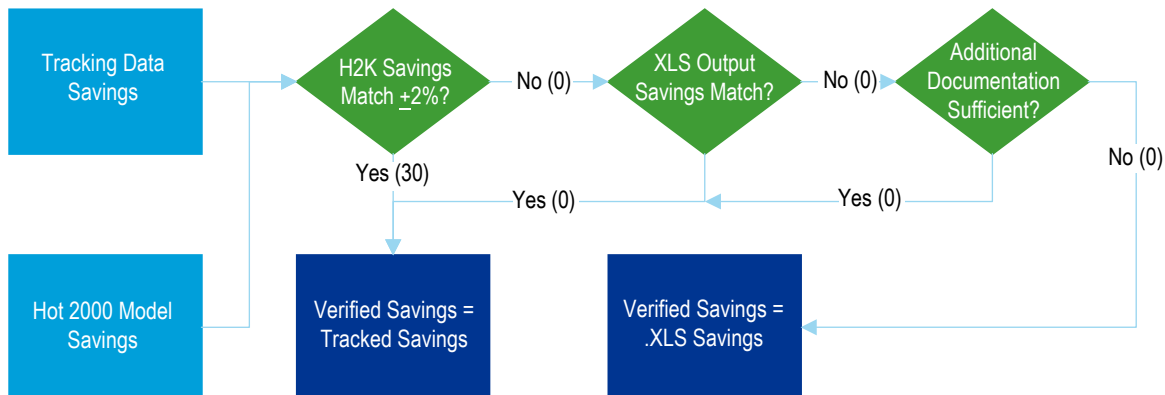 Tracking Data
Savings
H2K Savings
Match +2%?
No (0)
XLS Output
Savings Match?
No (0)
Additional
Documentation
Sufficient?
No (0)
Yes (30)
Yes (0)
Yes (0)
Hot 2000 Model
Savings
Verified Savings =
Tracked Savings
Verified Savings =
.XLS Savings